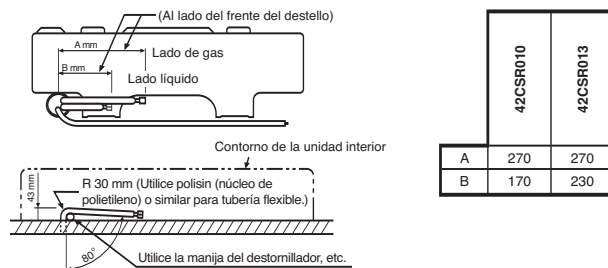 (Al lado del frente del destello)
A mm
Lado de gas
B mm
Lado líquido
Contorno de la unidad interior
43 mm
R 30 mm (Utilice polisin (núcleo de
polietileno) o similar para tubería flexible.)
80°
Utilice la manija del destornillador, etc.
42CSR010 42CSR013
A 270 270
B 170 230